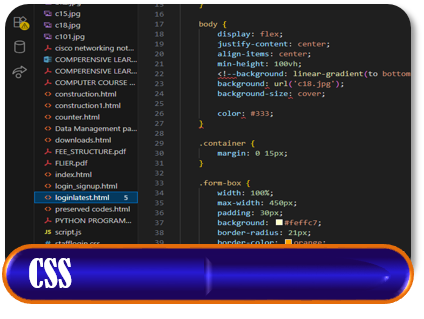 c15.jpg
c18.jpg
c101.jpg
cisco networking not...
COMPERENSIVE LEAR...
COMPERENSIVE LEAR...
COMPUTER COURSE ...
construction.html
construction1.html
counter.html
Data Management pa...
downloads.html
FEE_STRUCTURE.pdf
FLIER.pdf
index.html
login_signup.html
loginlatest.html 5
preserved codes.html
PYTHON PROGRAM...
script.js
stafflogin.css
17 body {
18 display: flex;
19 justify-content: center;
20 align-items: center;
21 min-height: 100vh;
22 <!--background: linear-gradient(to bottom
23 background: url('c18.jpg');
24 background-size: cover;
25
26 color: #333;
27 }
28
29 .container {
30 margin: 0 15px;
31 }
32
33 .form-box {
34 width: 100%;
35 max-width: 450px;
36 padding: 30px;
37 background: #feffc7;
38 border-radius: 21px;
39 border-color: orange;
CSS